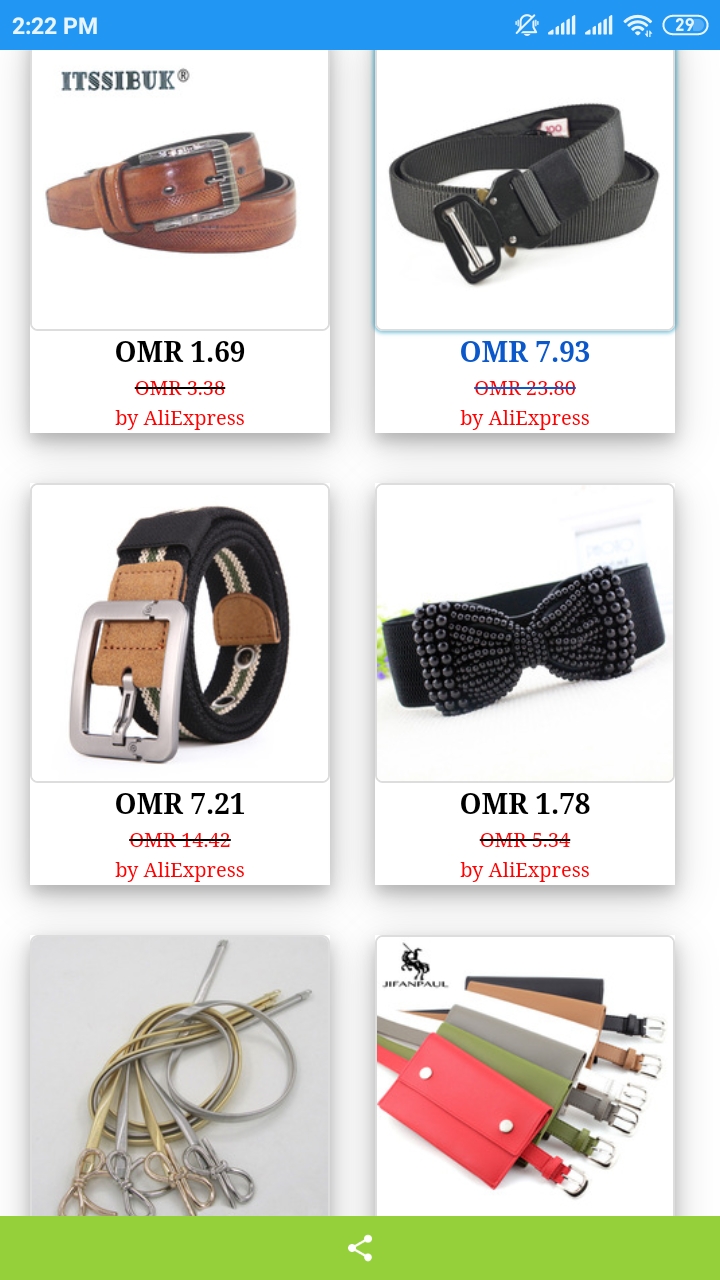 2:22 PM
29
ITSSIBUK®
OMR 1.69
OMR 3.38
by AliExpress
OMR 7.93
OMR 23.80
by AliExpress
OMR 7.21
OMR 14.42
by AliExpress
OMR 1.78
OMR 5.34
by AliExpress
JIFANPAUL